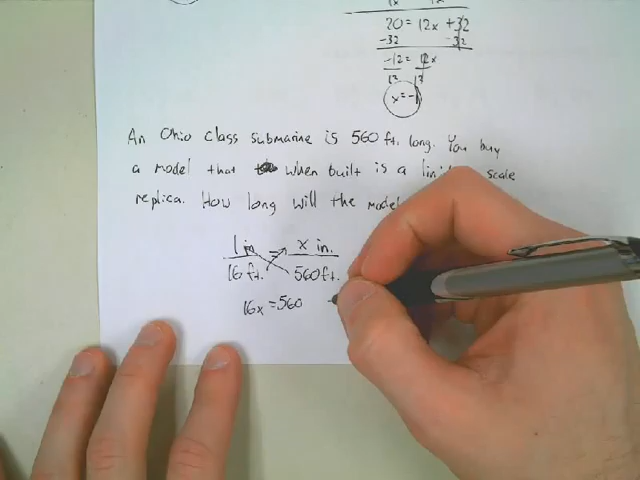 20 = 12x + 32
-32 -32
-12 = 12x
12 12
x = -1
An Ohio Class submarine is 560 ft. long. You buy
a model that when built is a scale
replica. How long will the model
1 in = x in.
16 ft. 560 ft.
16x = 560